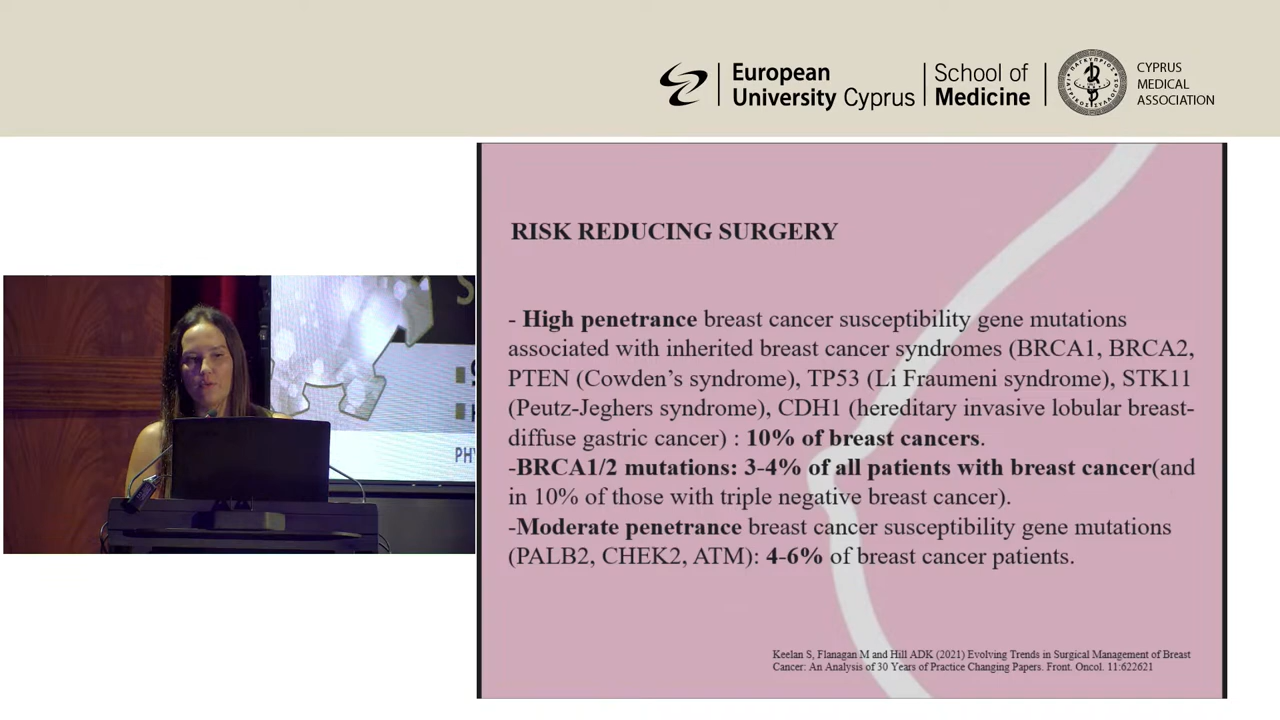 European
University Cyprus
School of
Medicine
ΠΑΓΚΥΠΡΙΟΣ
ΙΑΤΡΙΚΟΣ ΣΥΛΛΟΓΟΣ
CYPRUS
MEDICAL
ASSOCIATION
RISK REDUCING SURGERY
- High penetrance breast cancer susceptibility gene mutations
associated with inherited breast cancer syndromes (BRCA1, BRCA2,
PTEN (Cowden’s syndrome), TP53 (Li Fraumeni syndrome), STK11
(Peutz-Jeghers syndrome), CDH1 (hereditary invasive lobular breast-
diffuse gastric cancer) : 10% of breast cancers.
-BRCA1/2 mutations: 3-4% of all patients with breast cancer(and
in 10% of those with triple negative breast cancer).
-Moderate penetrance breast cancer susceptibility gene mutations
(PALB2, CHEK2, ATM): 4-6% of breast cancer patients.
Keelan S, Flanagan M and Hill ADK (2021) Evolving Trends in Surgical Management of Breast
Cancer: An Analysis of 30 Years of Practice Changing Papers. Front. Oncol. 11:622621